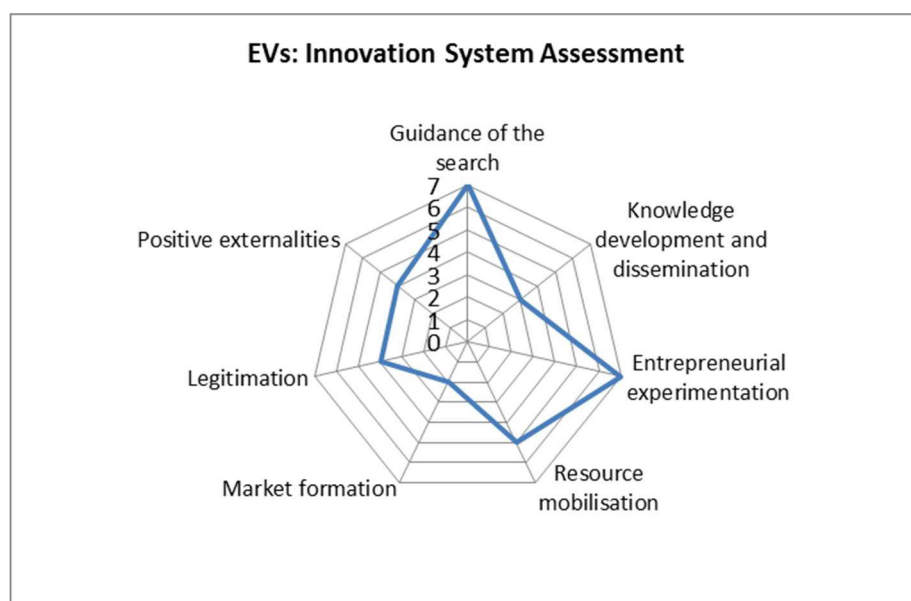 EVs: Innovation System Assessment
Guidance of the
search
7
6
5
4
3
2
1
0
Knowledge
development and
dissemination
Positive externalities
Entrepreneurial
experimentation
Legitimation
Resource
mobilisation
Market formation